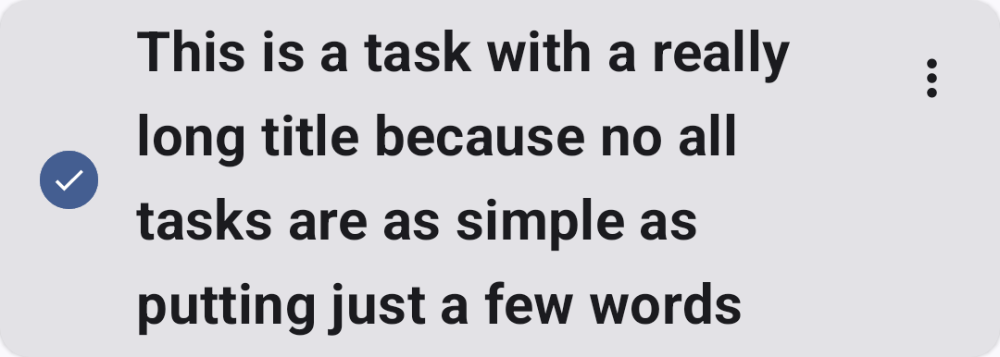 This is a task with a really
long title because no all
tasks are as simple as
putting just a few words